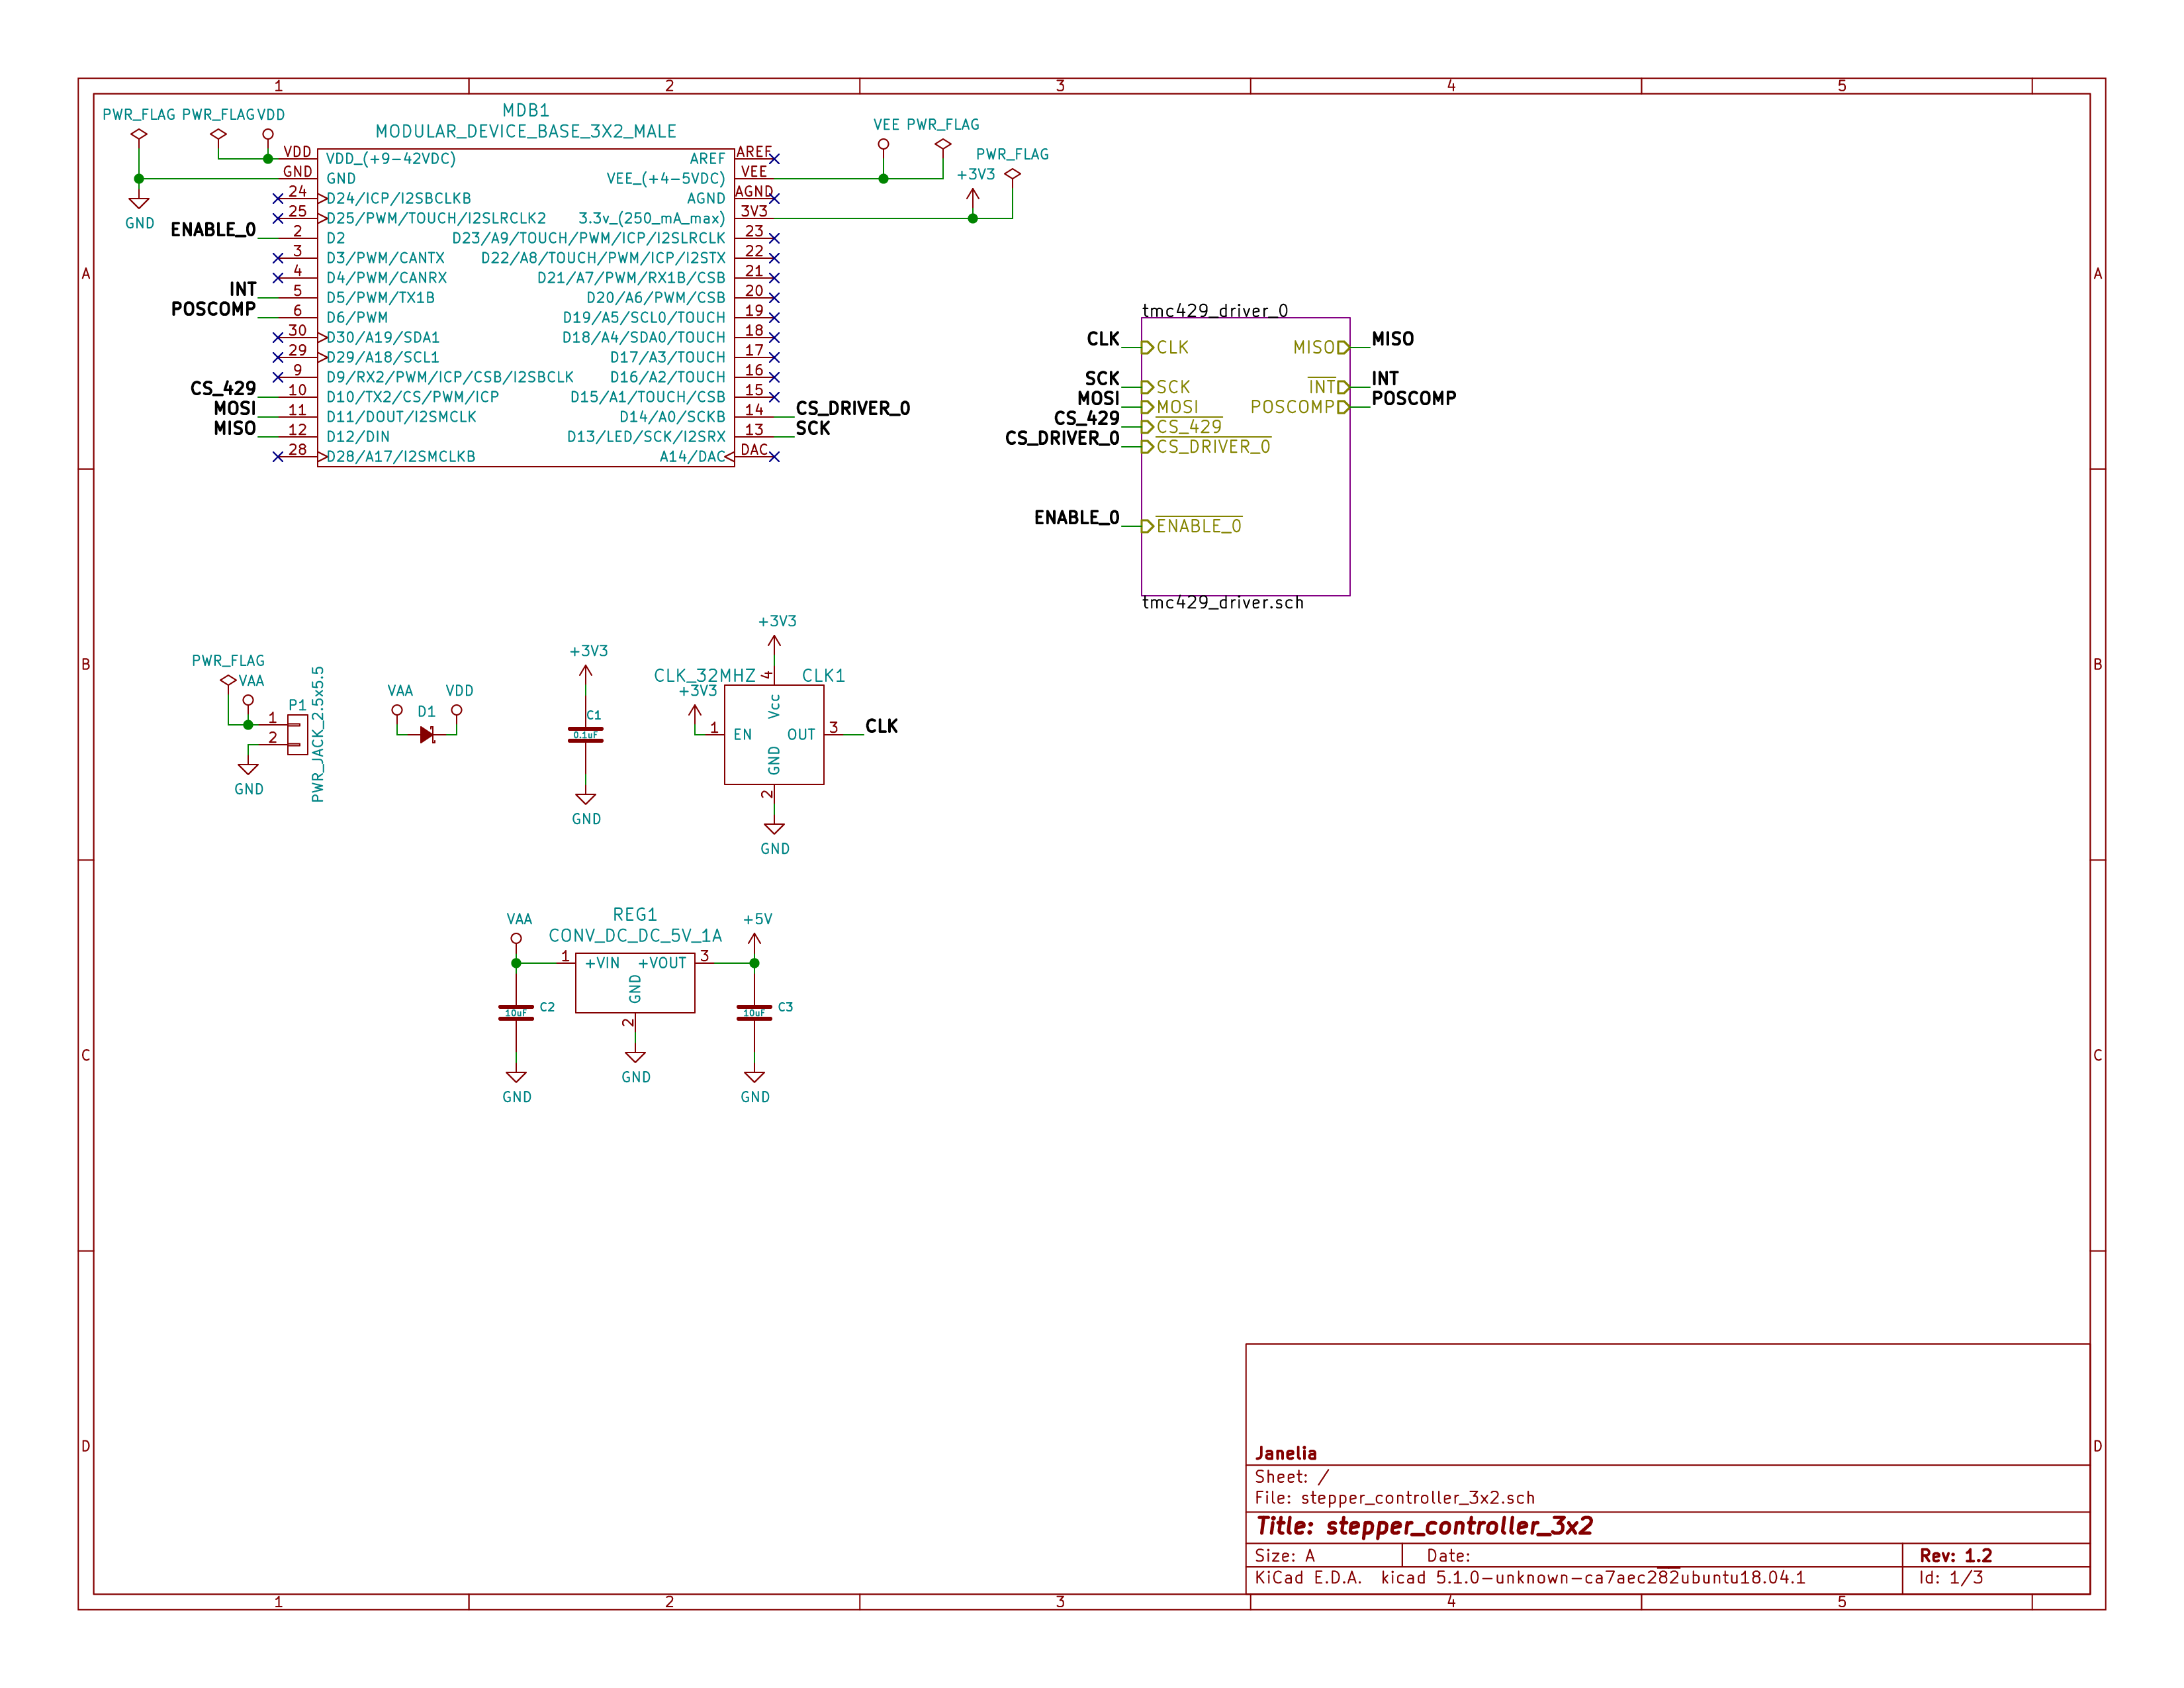 1 2 3 4 5
PWR_FLAG PWR_FLAG VDD
MDB1
MODULAR_DEVICE_BASE_3X2_MALE
VEE PWR_FLAG
PWR_FLAG
+3V3
GND
VDD VDD_(+9-42VDC) AREF AREF
GND GND VEE_(+4-5VDC) VEE
24 D24/ICP/I2SBCLKB AGND AGND
25 D25/PWM/TOUCH/I2SLRCLK2 3.3v_(250_mA_max) 3V3
ENABLE_0 2 D2 D23/A9/TOUCH/PWM/ICP/I2SLRCLK 23
3 D3/PWM/CANTX D22/A8/TOUCH/PWM/ICP/I2STX 22
4 D4/PWM/CANRX D21/A7/PWM/RX1B/CSB 21
INT 5 D5/PWM/TX1B D20/A6/PWM/CSB 20
POSCOMP 6 D6/PWM D19/A5/SCL0/TOUCH 19
30 D30/A19/SDA1 D18/A4/SDA0/TOUCH 18
29 D29/A18/SCL1 D17/A3/TOUCH 17
9 D9/RX2/PWM/ICP/CSB/I2SBCLK D16/A2/TOUCH 16
CS_429 10 D10/TX2/CS/PWM/ICP D15/A1/TOUCH/CSB 15
MOSI 11 D11/DOUT/I2SMCLK D14/A0/SCKB 14 CS_DRIVER_0
MISO 12 D12/DIN D13/LED/SCK/I2SRX 13 SCK
28 D28/A17/I2SMCLKB A14/DAC DAC
A A
tmc429_driver_0
CLK CLK MISO MISO
SCK SCK INT INT
MOSI MOSI POSCOMP POSCOMP
CS_429 CS_429
CS_DRIVER_0 CS_DRIVER_0
ENABLE_0 ENABLE_0
tmc429_driver.sch
B B
PWR_FLAG
VAA
P1
1
2
PWR_JACK_2.5x5.5
GND
VAA VDD
D1
+3V3
C1
0.1uF
GND
+3V3
CLK_32MHZ CLK1
+3V3
4
Vcc
1 EN OUT 3 CLK
GND
2
GND
VAA REG1 +5V
CONV_DC_DC_5V_1A
1 +VIN +VOUT 3
GND
2
C2
10uF
C3
10uF
GND
GND GND
C C
D D
Janelia
Sheet: /
File: stepper_controller_3x2.sch
Title: stepper_controller_3x2
Size: A Date: Rev: 1.2
KiCad E.D.A. kicad 5.1.0-unknown-ca7aec282ubuntu18.04.1 Id: 1/3
1 2 3 4 5